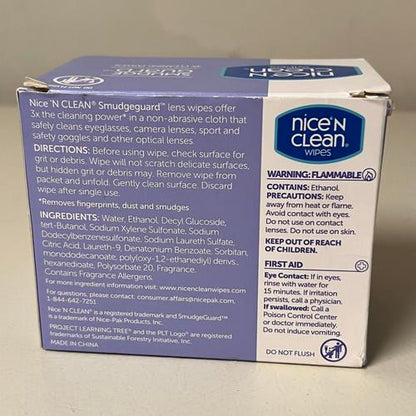 nice'N
CLEAN
WIPES
Nice 'N CLEAN® Smudgeguard™ lens wipes offer
3x the cleaning power* in a non-abrasive cloth that
safely cleans eyeglasses, camera lenses, sport and
safety goggles and other optical lenses.
DIRECTIONS: Before using wipe, check surface for
grit or debris. Wipe will not scratch delicate surfaces,
but hidden grit or debris may. Remove wipe from
packet and unfold. Gently clean surface. Discard
wipe after single use.
*Removes fingerprints, dust and smudges
INGREDIENTS: Water, Ethanol, Decyl Glucoside,
tert-Butanol, Sodium Xylene Sulfonate, Sodium
Dodecylbenzenesulfonate, Sodium Laureth Sulfate,
Citric Acid, Laureth-9, Denatonium Benzoate, Sorbitan,
monododecanoate, poly(oxy-1,2-ethanediyl) derivs.,
hexanedioate, Polysorbate 20, Fragrance.
Contains Fragrance Allergens.
For more ingredient information visit: www.nicencleanwipes.com
For questions, please contact: consumer.affairs@nicepak.com,
1-844-642-7251
Nice 'N CLEAN® is a registered trademark and SmudgeGuard™
is a trademark of Nice-Pak Products, Inc.
PROJECT LEARNING TREE® and the PLT Logo® are registered
trademarks of Sustainable Forestry Initiative, Inc.
MADE IN CHINA
nice'N
CLEAN®
WIPES
WARNING: FLAMMABLE
CONTAINS: Ethanol.
PRECAUTIONS: Keep
away from heat or flame.
Avoid contact with eyes.
Do not use on contact
lenses. Do not use on skin.
KEEP OUT OF REACH
OF CHILDREN.
FIRST AID
Eye Contact: If in eyes,
rinse with water for
15 minutes. If irritation
persists, call a physician.
If swallowed: Call a
Poison Control Center
or doctor immediately.
Do not induce vomiting.
DO NOT FLUSH